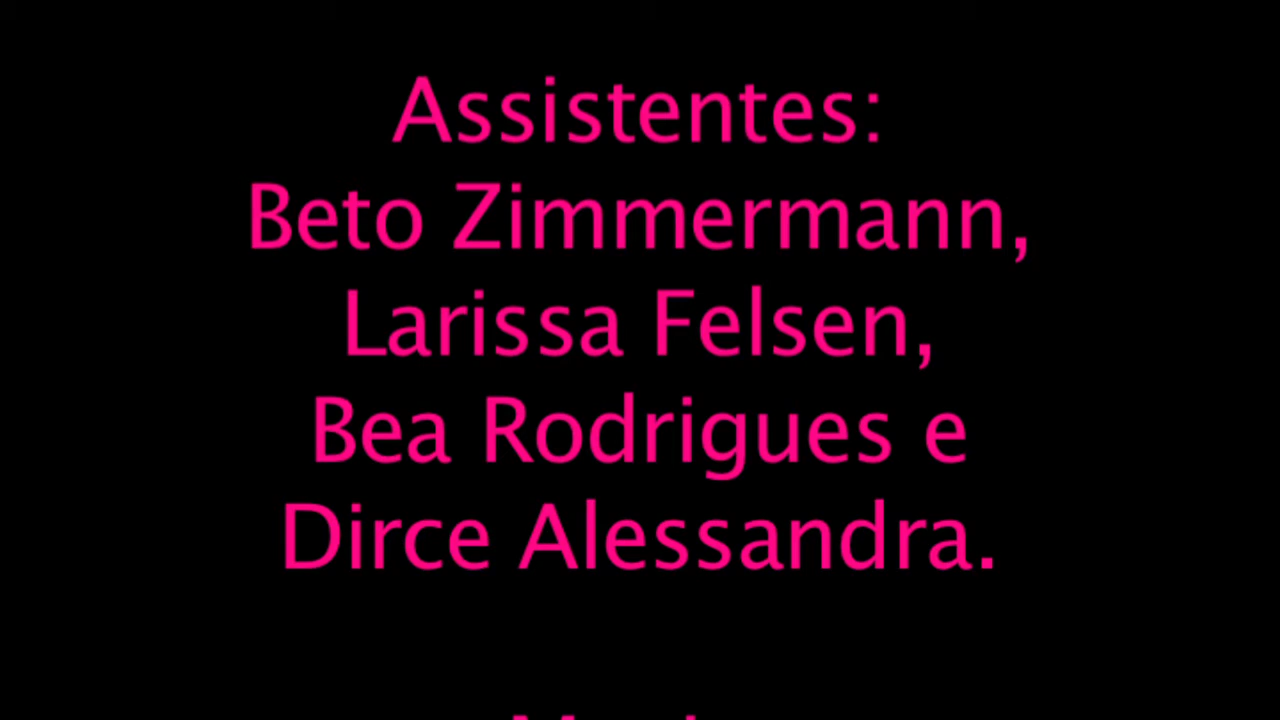 Assistentes:
Beto Zimmermann,
Larissa Felsen,
Bea Rodrigues e
Dirce Alessandra.